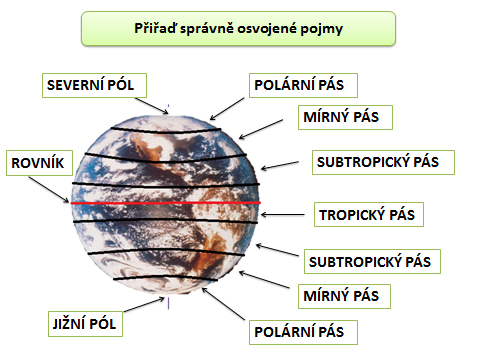 Přiřaď správně osvojené pojmy
SEVERNÍ PÓL
POLÁRNÍ PÁS
MÍRNÝ PÁS
ROVNÍK
SUBTROPICKÝ PÁS
TROPICKÝ PÁS
SUBTROPICKÝ PÁS
MÍRNÝ PÁS
JIŽNÍ PÓL
POLÁRNÍ PÁS